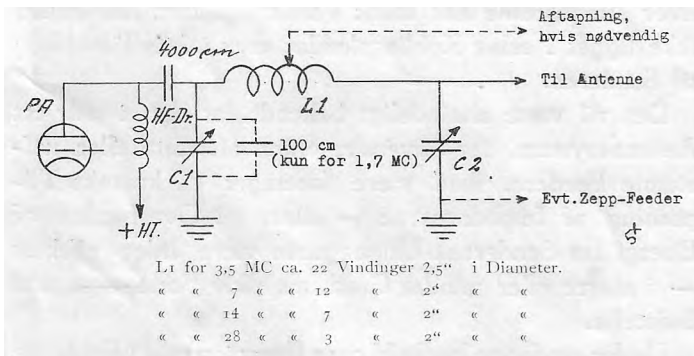 Aftapning,
hvis nødvendig
4000cm
L1
Til Antenne
PA
HF-Dr.
C1
100 cm
(kun for 1,7 MC)
C2
+HT.
Evt.Zepp-Feeder
L1 for 3,5 MC ca. 22 Vindinger 2,5“ i Diameter.
« « 7 « « 12 « 2“ « «
« « 14 « « 7 « 2“ « «
« « 28 « « 3 « 2“ « «